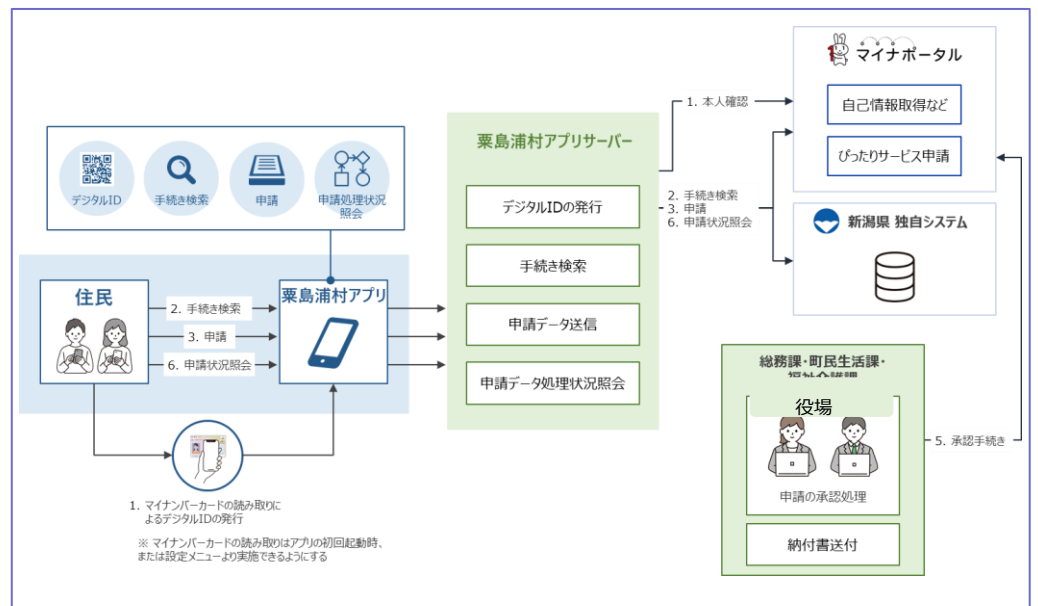 デジタルID
手続き検索
申請
申請処理状況
照会
住民
2. 手続き検索
3. 申請
6. 申請状況照会
粟島浦村アプリ
1. マイナンバーカードの読み取りに
よるデジタルIDの発行
※ マイナンバーカードの読み取りはアプリの初回起動時、
または設定メニューより実施できるようにする
粟島浦村アプリサーバー
デジタルIDの発行
手続き検索
申請データ送信
申請データ処理状況照会
1. 本人確認
2. 手続き検索
3. 申請
6. 申請状況照会
マイナポータル
自己情報取得など
ぴったりサービス申請
新潟県 独自システム
総務課・町民生活課・
福祉介護課
役場
申請の承認処理
納付書送付
5. 承認手続き